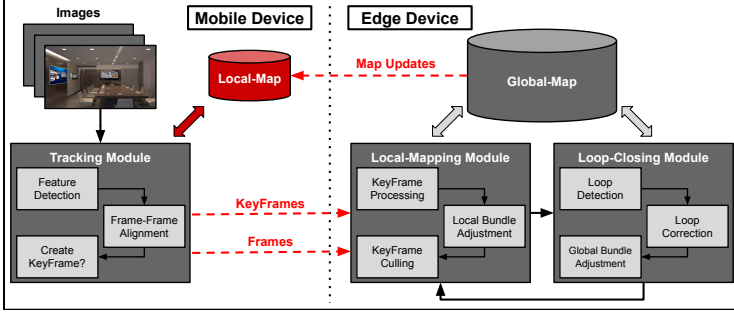 Images
Mobile Device
Edge Device
Local-Map
Map Updates
Global-Map
Tracking Module
Feature
Detection
Frame-Frame
Alignment
Create
KeyFrame?
KeyFrames
Frames
Local-Mapping Module
KeyFrame
Processing
Local Bundle
Adjustment
KeyFrame
Culling
Loop-Closing Module
Loop
Detection
Loop
Correction
Global Bundle
Adjustment